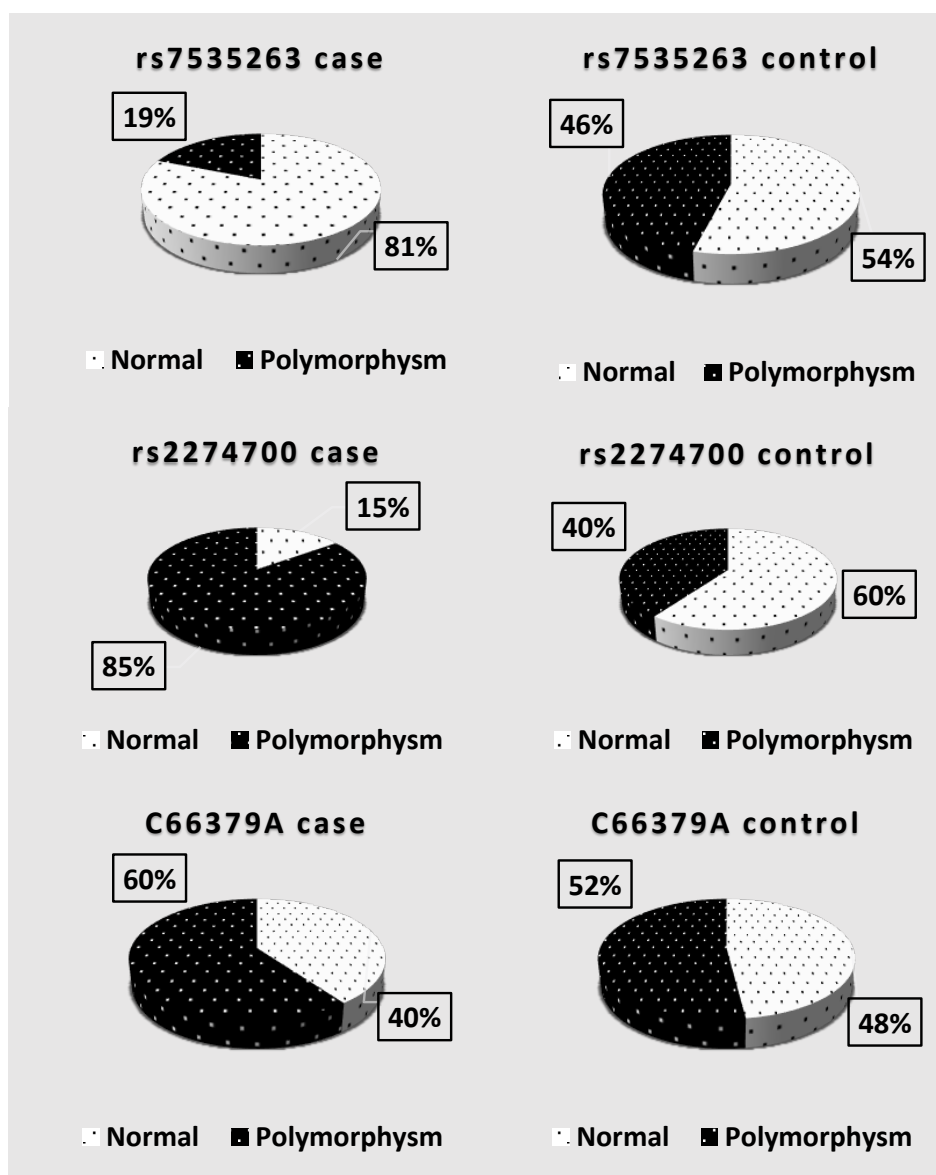 rs7535263 case
19%
81%
Normal Polymorphysm
rs7535263 control
46%
54%
Normal Polymorphysm
rs2274700 case
15%
85%
Normal Polymorphysm
rs2274700 control
40%
60%
Normal Polymorphysm
C66379A case
60%
40%
Normal Polymorphysm
C66379A control
52%
48%
Normal Polymorphysm